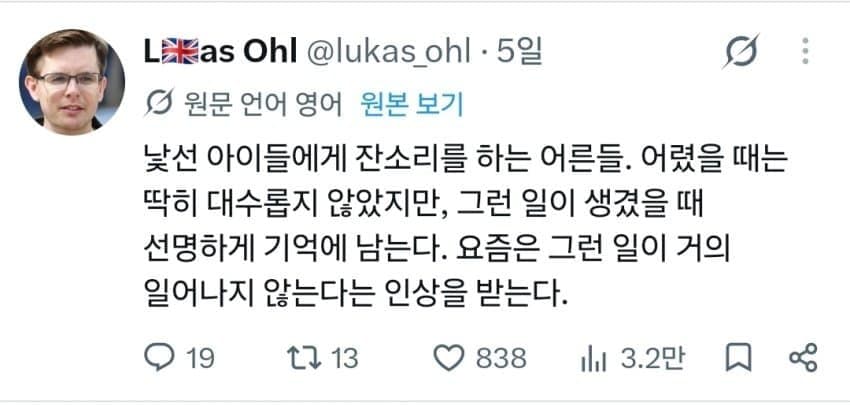 L🇬🇧as Ohl @lukas_ohl · 5일
원문 언어 영어 원본 보기
낯선 아이들에게 잔소리를 하는 어른들. 어렸을 때는
딱히 대수롭지 않았지만, 그런 일이 생겼을 때
선명하게 기억에 남는다. 요즘은 그런 일이 거의
일어나지 않는다는 인상을 받는다.
19 13 838 3.2만